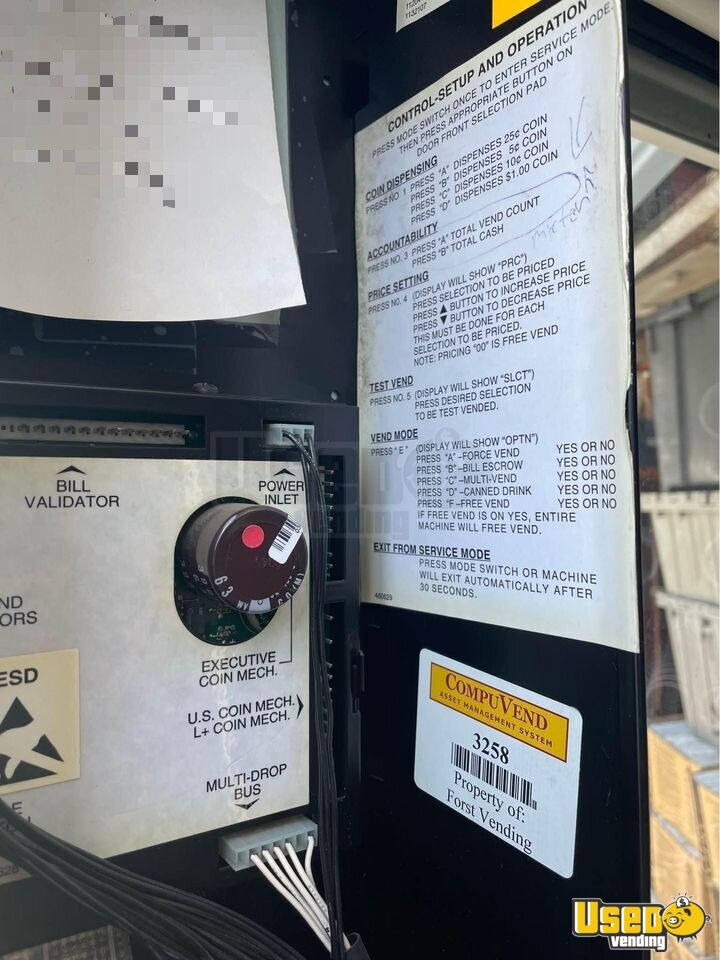 1132107
CONTROL-SETUP AND OPERATION
PRESS MODE SWITCH ONCE TO ENTER SERVICE MODE.
THEN PRESS APPROPRIATE BUTTON ON
DOOR FRONT SELECTION PAD
COIN DISPENSING
PRESS NO. 1 PRESS "A" DISPENSES 25¢ COIN
PRESS "B" DISPENSES 5¢ COIN
PRESS "C" DISPENSES 10¢ COIN
PRESS "D" DISPENSES $1.00 COIN
ACCOUNTABILITY
PRESS NO. 3 PRESS "A" TOTAL VEND COUNT
PRESS "B" TOTAL CASH
PRICE SETTING
PRESS NO. 4 (DISPLAY WILL SHOW "PRC")
PRESS SELECTION TO BE PRICED
PRESS ▲ BUTTON TO INCREASE PRICE
PRESS ▼ BUTTON TO DECREASE PRICE
THIS MUST BE DONE FOR EACH
SELECTION TO BE PRICED.
NOTE: PRICING "00" IS FREE VEND
TEST VEND
PRESS NO. 5 (DISPLAY WILL SHOW "SLCT")
PRESS DESIRED SELECTION
TO BE TEST VENDED.
VEND MODE
PRESS "E" (DISPLAY WILL SHOW "OPTN")
PRESS "A" –FORCE VEND YES OR NO
PRESS "B" –BILL ESCROW YES OR NO
PRESS "C" –MULTI-VEND YES OR NO
PRESS "D" –CANNED DRINK YES OR NO
PRESS "F –FREE VEND YES OR NO
IF FREE VEND IS ON YES, ENTIRE
MACHINE WILL FREE VEND.
EXIT FROM SERVICE MODE
PRESS MODE SWITCH OR MACHINE
WILL EXIT AUTOMATICALLY AFTER
30 SECONDS.
480629
BILL
VALIDATOR
POWER
INLET
EXECUTIVE
COIN MECH.
U.S. COIN MECH.
L+ COIN MECH.
MULTI-DROP
BUS
ND
ORS
ESD
COMPUVEND
ASSET MANAGEMENT SYSTEM
3258
Property of:
Forst Vending
USED
vending